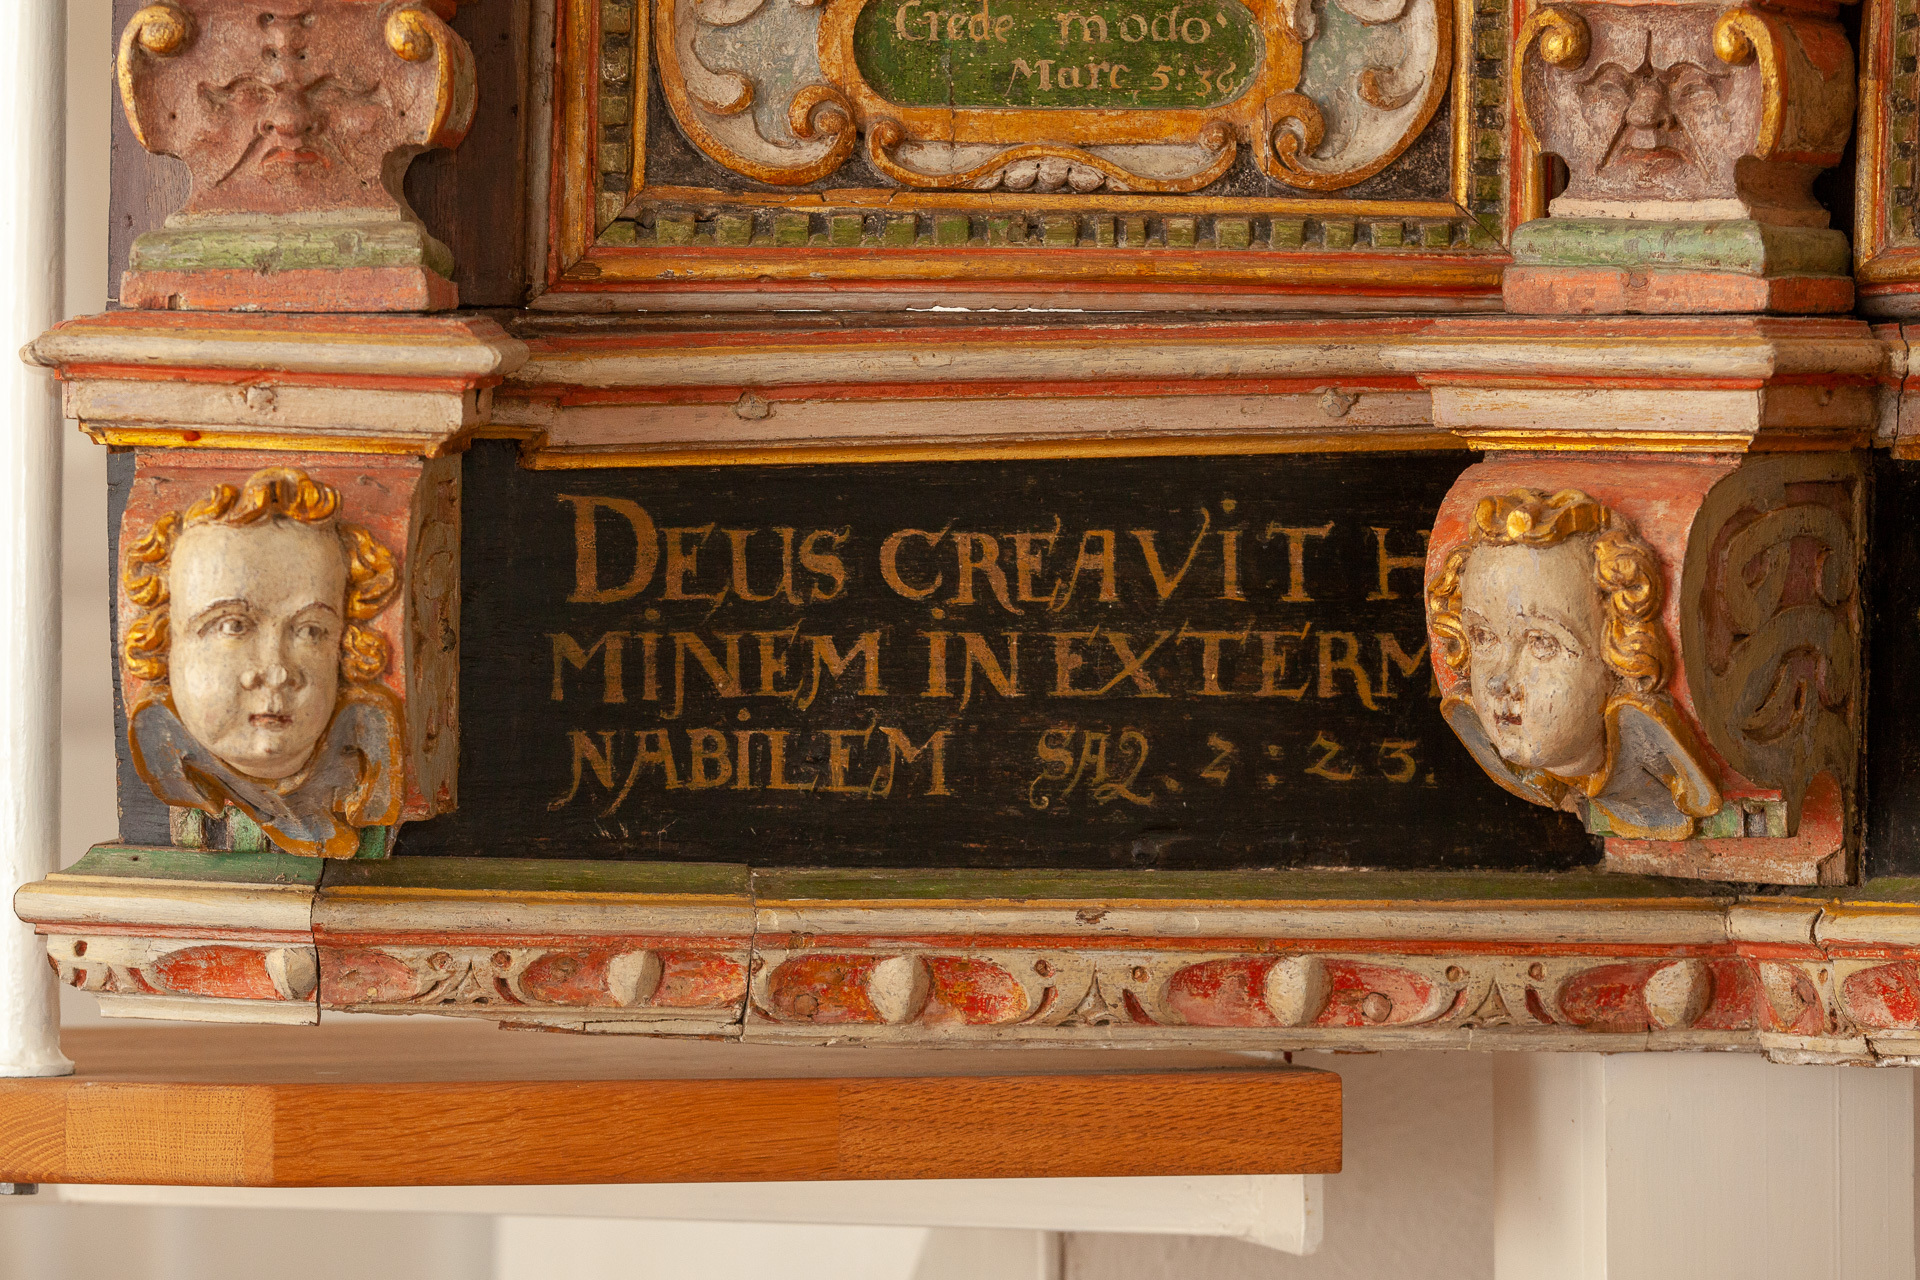 Crede modo
Marc 5:36
DEUS CREAVIT H
MINEM IN EXTERM
NABILEM SAP. 2:23.